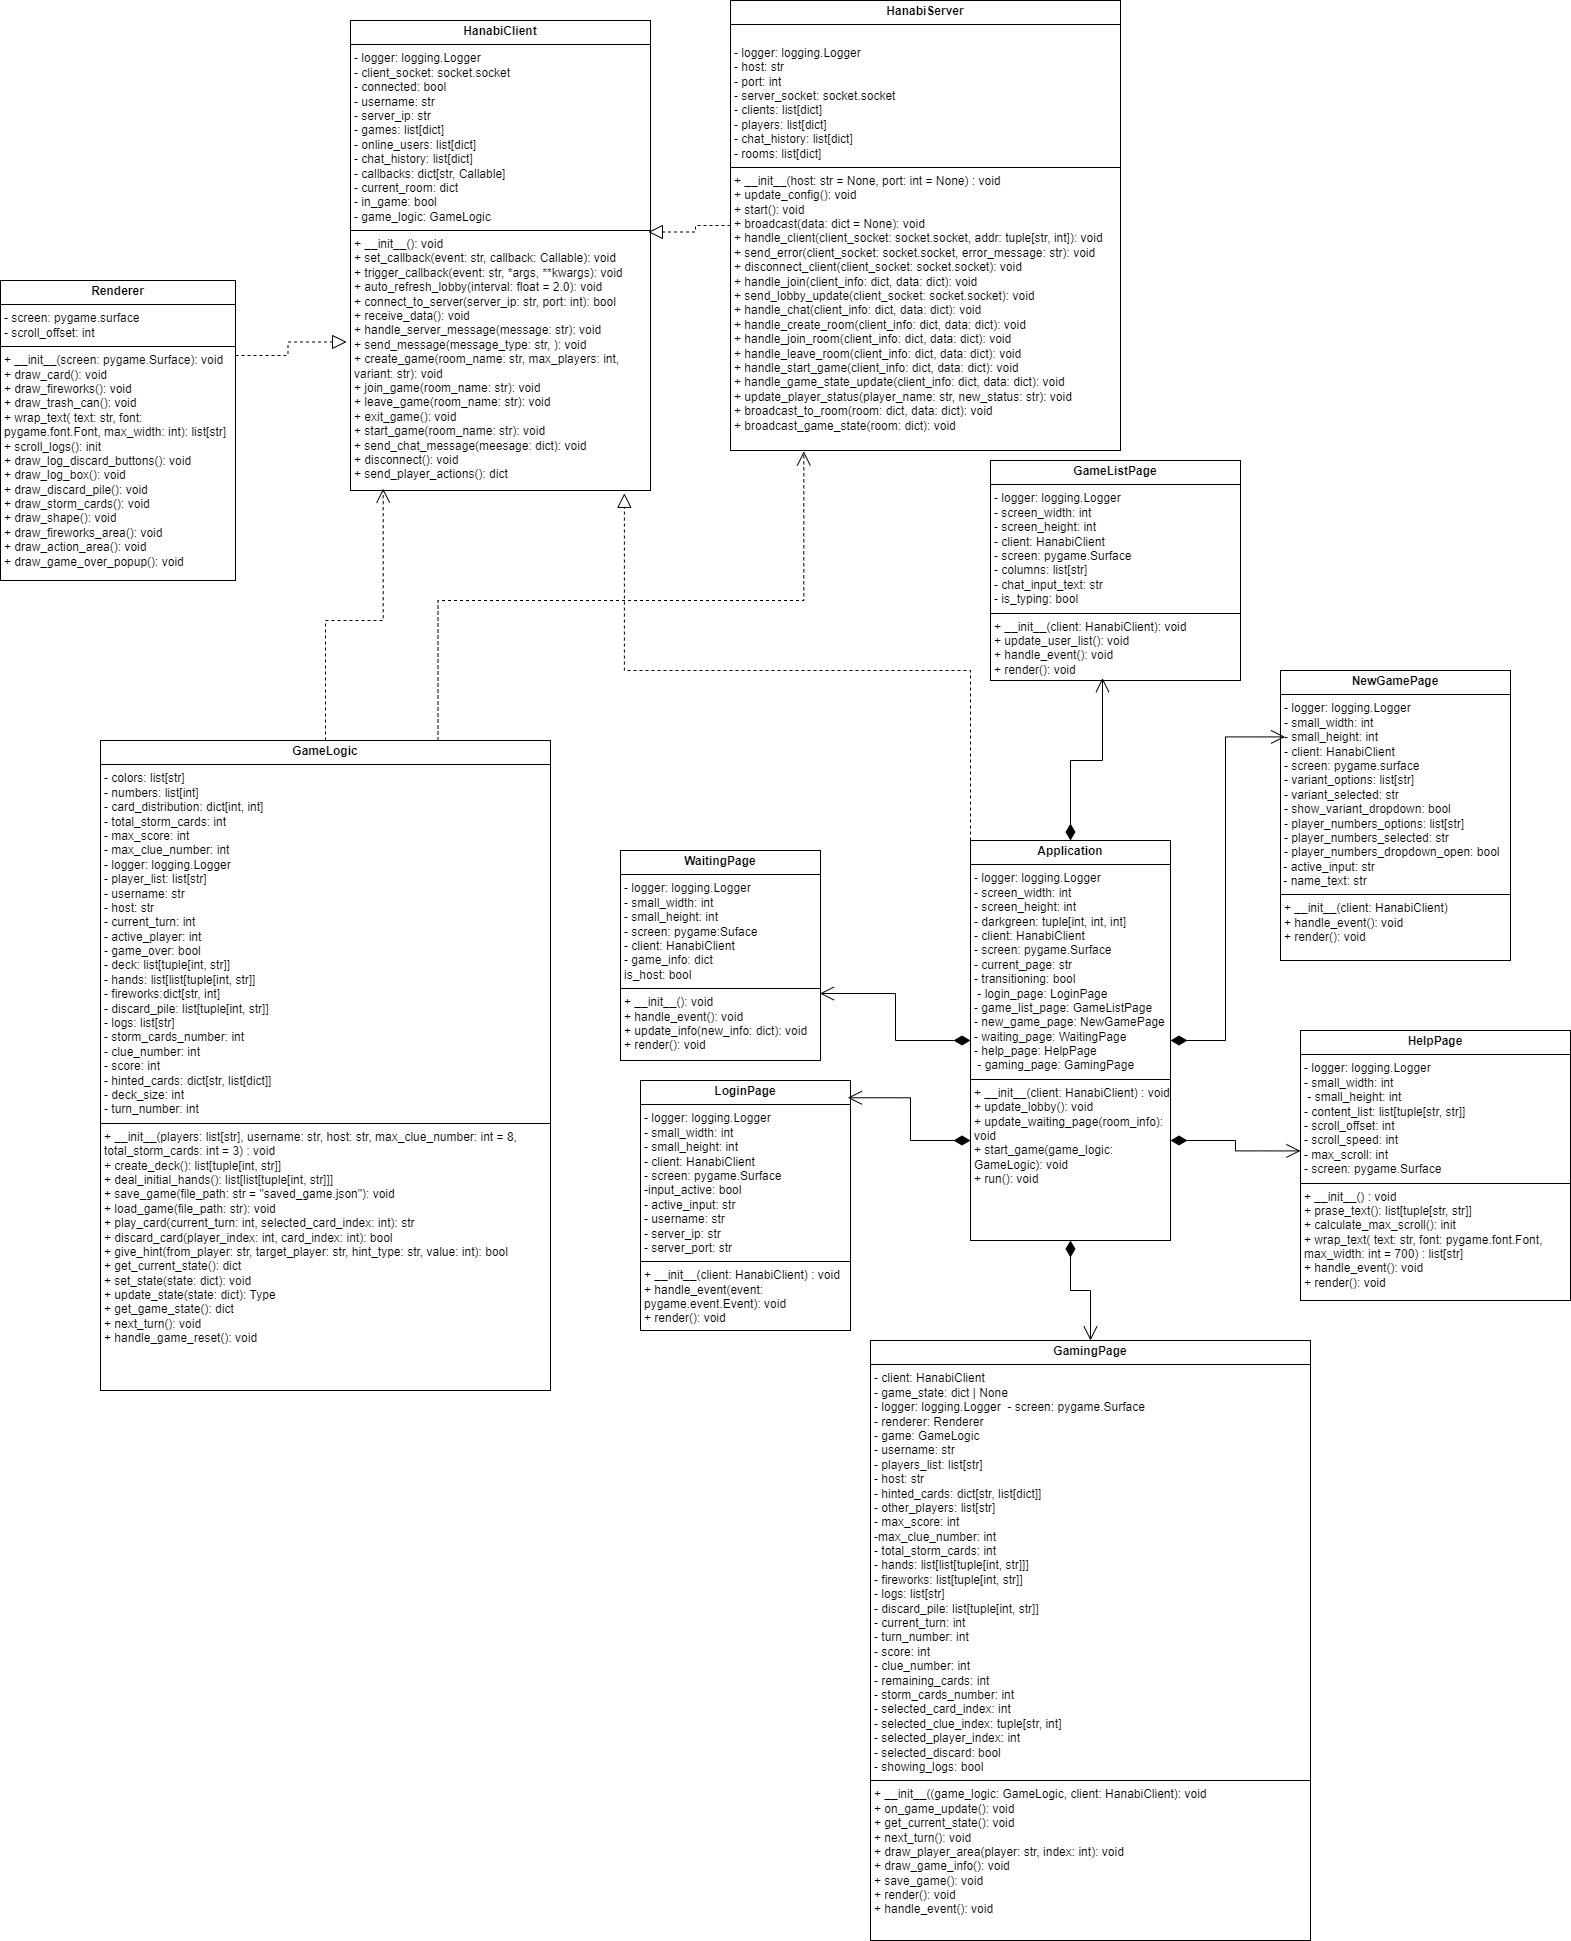 HanabiClient
- logger: logging.Logger
- client_socket: socket.socket
- connected: bool
- username: str
- server_ip: str
- games: list[dict]
- online_users: list[dict]
- chat_history: list[dict]
- callbacks: dict[str, Callable]
- current_room: dict
- in_game: bool
- game_logic: GameLogic
+ __init__(): void
+ set_callback(event: str, callback: Callable): void
+ trigger_callback(event: str, *args, **kwargs): void
+ auto_refresh_lobby(interval: float = 2.0): void
+ connect_to_server(server_ip: str, port: int): bool
+ receive_data(): void
+ handle_server_message(message: str): void
+ send_message(message_type: str, ): void
+ create_game(room_name: str, max_players: int,
variant: str): void
+ join_game(room_name: str): void
+ leave_game(room_name: str): void
+ exit_game(): void
+ start_game(room_name: str): void
+ send_chat_message(meesage: dict): void
+ disconnect(): void
+ send_player_actions(): dict
HanabiServer
- logger: logging.Logger
- host: str
- port: int
- server_socket: socket.socket
- clients: list[dict]
- players: list[dict]
- chat_history: list[dict]
- rooms: list[dict]
+ __init__(host: str = None, port: int = None) : void
+ update_config(): void
+ start(): void
+ broadcast(data: dict = None): void
+ handle_client(client_socket: socket.socket, addr: tuple[str, int]): void
+ send_error(client_socket: socket.socket, error_message: str): void
+ disconnect_client(client_socket: socket.socket): void
+ handle_join(client_info: dict, data: dict): void
+ send_lobby_update(client_socket: socket.socket): void
+ handle_chat(client_info: dict, data: dict): void
+ handle_create_room(client_info: dict, data: dict): void
+ handle_join_room(client_info: dict, data: dict): void
+ handle_leave_room(client_info: dict, data: dict): void
+ handle_start_game(client_info: dict, data: dict): void
+ handle_game_state_update(client_info: dict, data: dict): void
+ update_player_status(player_name: str, new_status: str): void
+ broadcast_to_room(room: dict, data: dict): void
+ broadcast_game_state(room: dict): void
Renderer
- screen: pygame.surface
- scroll_offset: int
+ __init__(screen: pygame.Surface): void
+ draw_card(): void
+ draw_fireworks(): void
+ draw_trash_can(): void
+ wrap_text( text: str, font:
pygame.font.Font, max_width: int): list[str]
+ scroll_logs(): init
+ draw_log_discard_buttons(): void
+ draw_log_box(): void
+ draw_discard_pile(): void
+ draw_storm_cards(): void
+ draw_shape(): void
+ draw_fireworks_area(): void
+ draw_action_area(): void
+ draw_game_over_popup(): void
GameListPage
- logger: logging.Logger
- screen_width: int
- screen_height: int
- client: HanabiClient
- screen: pygame.Surface
- columns: list[str]
- chat_input_text: str
- is_typing: bool
+ __init__(client: HanabiClient): void
+ update_user_list(): void
+ handle_event(): void
+ render(): void
NewGamePage
- logger: logging.Logger
- small_width: int
- small_height: int
- client: HanabiClient
- screen: pygame.surface
- variant_options: list[str]
- variant_selected: str
- show_variant_dropdown: bool
- player_numbers_options: list[str]
- player_numbers_selected: str
- player_numbers_dropdown_open: bool
- active_input: str
- name_text: str
+ __init__(client: HanabiClient)
+ handle_event(): void
+ render(): void
GameLogic
- colors: list[str]
- numbers: list[int]
- card_distribution: dict[int, int]
- total_storm_cards: int
- max_score: int
- max_clue_number: int
- logger: logging.Logger
- player_list: list[str]
- username: str
- host: str
- current_turn: int
- active_player: int
- game_over: bool
- deck: list[tuple[int, str]]
- hands: list[list[tuple[int, str]]
- fireworks:dict[str, int]
- discard_pile: list[tuple[int, str]]
- logs: list[str]
- storm_cards_number: int
- clue_number: int
- score: int
- hinted_cards: dict[str, list[dict]]
- deck_size: int
- turn_number: int
+ __init__(players: list[str], username: str, host: str, max_clue_number: int = 8,
total_storm_cards: int = 3) : void
+ create_deck(): list[tuple[int, str]]
+ deal_initial_hands(): list[list[tuple[int, str]]]
+ save_game(file_path: str = "saved_game.json"): void
+ load_game(file_path: str): void
+ play_card(current_turn: int, selected_card_index: int): str
+ discard_card(player_index: int, card_index: int): bool
+ give_hint(from_player: str, target_player: str, hint_type: str, value: int): bool
+ get_current_state(): dict
+ set_state(state: dict): void
+ update_state(state: dict): Type
+ get_game_state(): dict
+ next_turn(): void
+ handle_game_reset(): void
WaitingPage
- logger: logging.Logger
- small_width: int
- small_height: int
- screen: pygame:Suface
- client: HanabiClient
- game_info: dict
is_host: bool
+ __init__(): void
+ handle_event(): void
+ update_info(new_info: dict): void
+ render(): void
Application
- logger: logging.Logger
- screen_width: int
- screen_height: int
- darkgreen: tuple[int, int, int]
- client: HanabiClient
- screen: pygame.Surface
- current_page: str
- transitioning: bool
- login_page: LoginPage
- game_list_page: GameListPage
- new_game_page: NewGamePage
- waiting_page: WaitingPage
- help_page: HelpPage
- gaming_page: GamingPage
+ __init__(client: HanabiClient) : void
+ update_lobby(): void
+ update_waiting_page(room_info):
void
+ start_game(game_logic:
GameLogic): void
+ run(): void
HelpPage
- logger: logging.Logger
- small_width: int
- small_height: int
- content_list: list[tuple[str, str]]
- scroll_offset: int
- scroll_speed: int
- max_scroll: int
- screen: pygame.Surface
+ __init__() : void
+ prase_text(): list[tuple[str, str]]
+ calculate_max_scroll(): init
+ wrap_text( text: str, font: pygame.font.Font,
max_width: int = 700) : list[str]
+ handle_event(): void
+ render(): void
LoginPage
- logger: logging.Logger
- small_width: int
- small_height: int
- client: HanabiClient
- screen: pygame.Surface
-input_active: bool
- active_input: str
- username: str
- server_ip: str
- server_port: str
+ __init__(client: HanabiClient) : void
+ handle_event(event:
pygame.event.Event): void
+ render(): void
GamingPage
- client: HanabiClient
- game_state: dict | None
- logger: logging.Logger - screen: pygame.Surface
- renderer: Renderer
- game: GameLogic
- username: str
- players_list: list[str]
- host: str
- hinted_cards: dict[str, list[dict]]
- other_players: list[str]
- max_score: int
-max_clue_number: int
- total_storm_cards: int
- hands: list[list[tuple[int, str]]]
- fireworks: list[tuple[int, str]]
- logs: list[str]
- discard_pile: list[tuple[int, str]]
- current_turn: int
- turn_number: int
- score: int
- clue_number: int
- remaining_cards: int
- storm_cards_number: int
- selected_card_index: int
- selected_clue_index: tuple[str, int]
- selected_player_index: int
- selected_discard: bool
- showing_logs: bool
+ __init__((game_logic: GameLogic, client: HanabiClient): void
+ on_game_update(): void
+ get_current_state(): void
+ next_turn(): void
+ draw_player_area(player: str, index: int): void
+ draw_game_info(): void
+ save_game(): void
+ render(): void
+ handle_event(): void